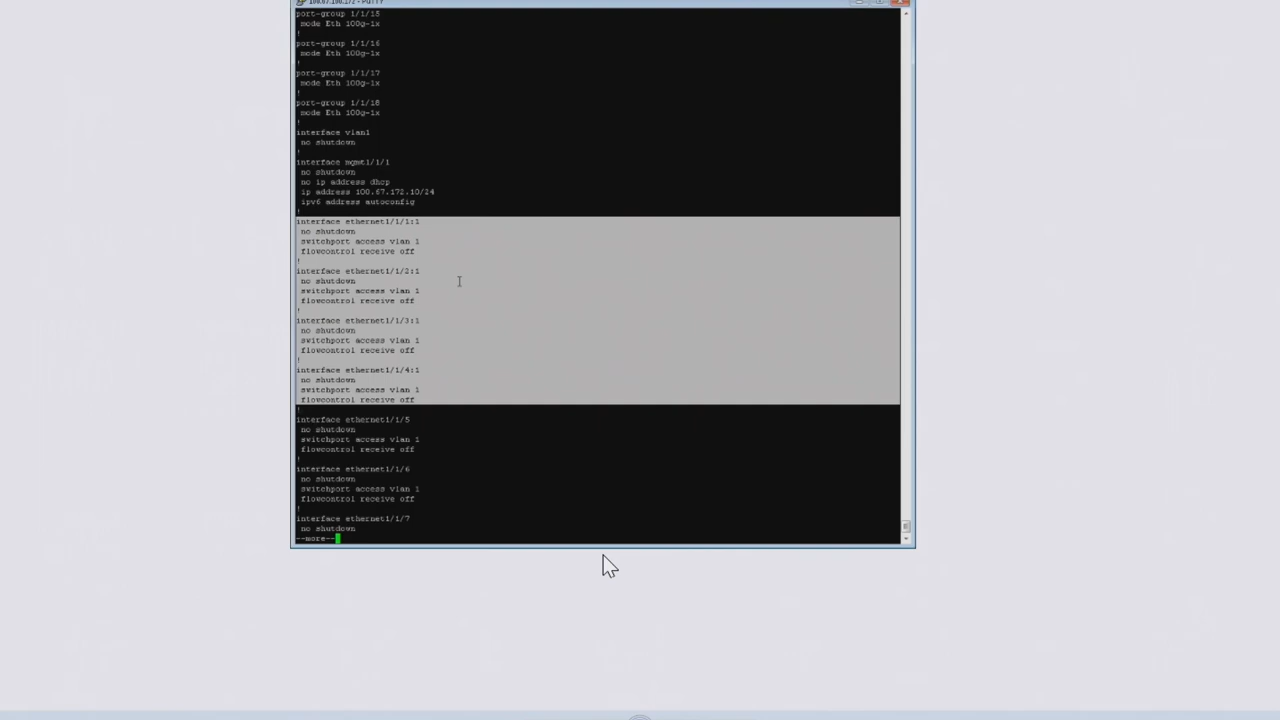 port-group 1/1/15
 mode Eth 100g-1x
!
port-group 1/1/16
 mode Eth 100g-1x
!
port-group 1/1/17
 mode Eth 100g-1x
!
port-group 1/1/18
 mode Eth 100g-1x
!
interface vlan1
 no shutdown
!
interface mgmt1/1/1
 no shutdown
 no ip address dhcp
 ip address 100.67.172.10/24
 ipv6 address autoconfig
!
interface ethernet1/1/1:1
 no shutdown
 switchport access vlan 1
 flowcontrol receive off
!
interface ethernet1/1/2:1
 no shutdown
 switchport access vlan 1
 flowcontrol receive off
!
interface ethernet1/1/3:1
 no shutdown
 switchport access vlan 1
 flowcontrol receive off
!
interface ethernet1/1/4:1
 no shutdown
 switchport access vlan 1
 flowcontrol receive off
!
interface ethernet1/1/5
 no shutdown
 switchport access vlan 1
 flowcontrol receive off
!
interface ethernet1/1/6
 no shutdown
 switchport access vlan 1
 flowcontrol receive off
!
interface ethernet1/1/7
 no shutdown
--more--